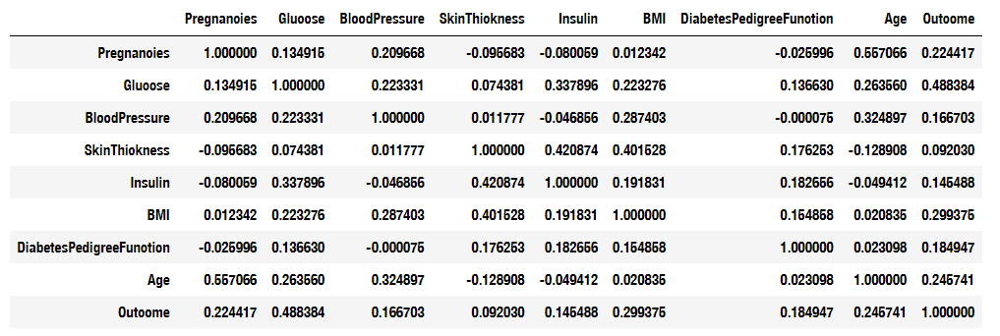 Pregnanoies Gluoose BloodPressure SkinThiokness Insulin BMI DiabetesPedigreeFunotion Age Outoome
Pregnanoies 1.000000 0.134915 0.209668 -0.095683 -0.080059 0.012342 -0.025996 0.557066 0.224417
Gluoose 0.134915 1.000000 0.223331 0.074381 0.337896 0.223276 0.136630 0.263560 0.488384
BloodPressure 0.209668 0.223331 1.000000 0.011777 -0.046856 0.287403 -0.000075 0.324897 0.166703
SkinThiokness -0.095683 0.074381 0.011777 1.000000 0.420874 0.401528 0.176253 -0.128908 0.092030
Insulin -0.080059 0.337896 -0.046856 0.420874 1.000000 0.191831 0.182656 -0.049412 0.145488
BMI 0.012342 0.223276 0.287403 0.401528 0.191831 1.000000 0.154858 0.020835 0.299375
DiabetesPedigreeFunotion -0.025996 0.136630 -0.000075 0.176253 0.182656 0.154858 1.000000 0.023098 0.184947
Age 0.557066 0.263560 0.324897 -0.128908 -0.049412 0.020835 0.023098 1.000000 0.245741
Outoome 0.224417 0.488384 0.166703 0.092030 0.145488 0.299375 0.184947 0.245741 1.000000